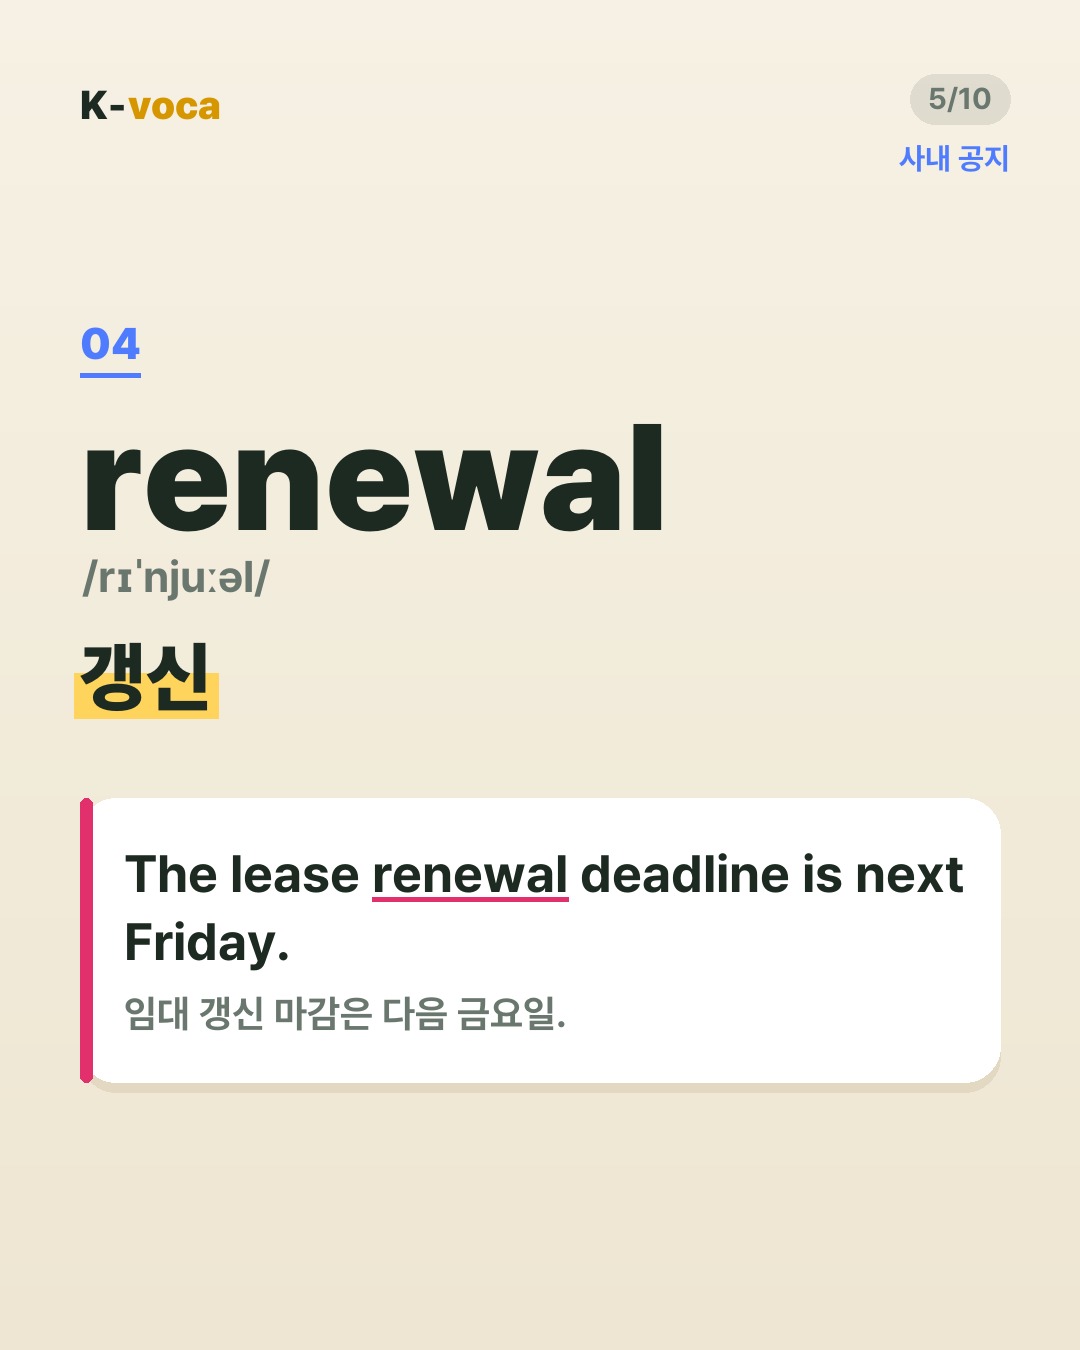 K-voca
5/10
사내 공지
04
renewal
/rɪˈnjuːəl/
갱신
The lease renewal deadline is next
Friday.
임대 갱신 마감은 다음 금요일.